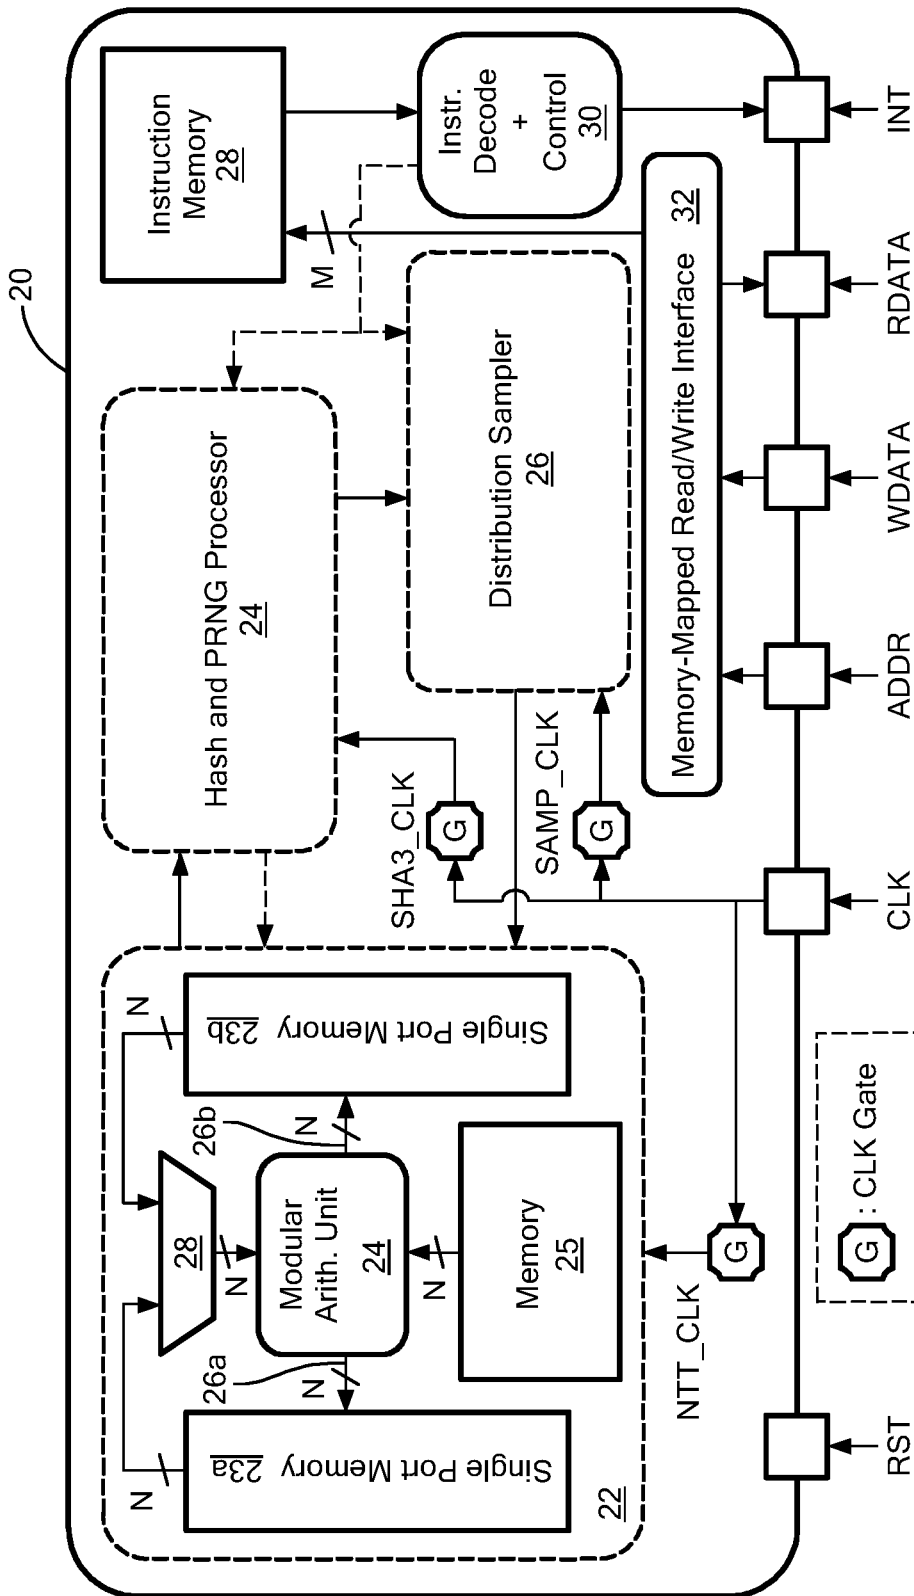 20
Instruction
Memory
28
Instr.
Decode
+
Control
30
M
Hash and PRNG Processor
24
Distribution Sampler
26
Memory-Mapped Read/Write Interface 32
SHA3_CLK
G
SAMP_CLK
G
N
N
28
N
Modular
Arith. Unit
24
26a
N
26b
N
23a Single Port Memory
23b Single Port Memory
N
Memory
25
22
NTT_CLK
G
RST
CLK
ADDR
WDATA
RDATA
INT
G : CLK Gate